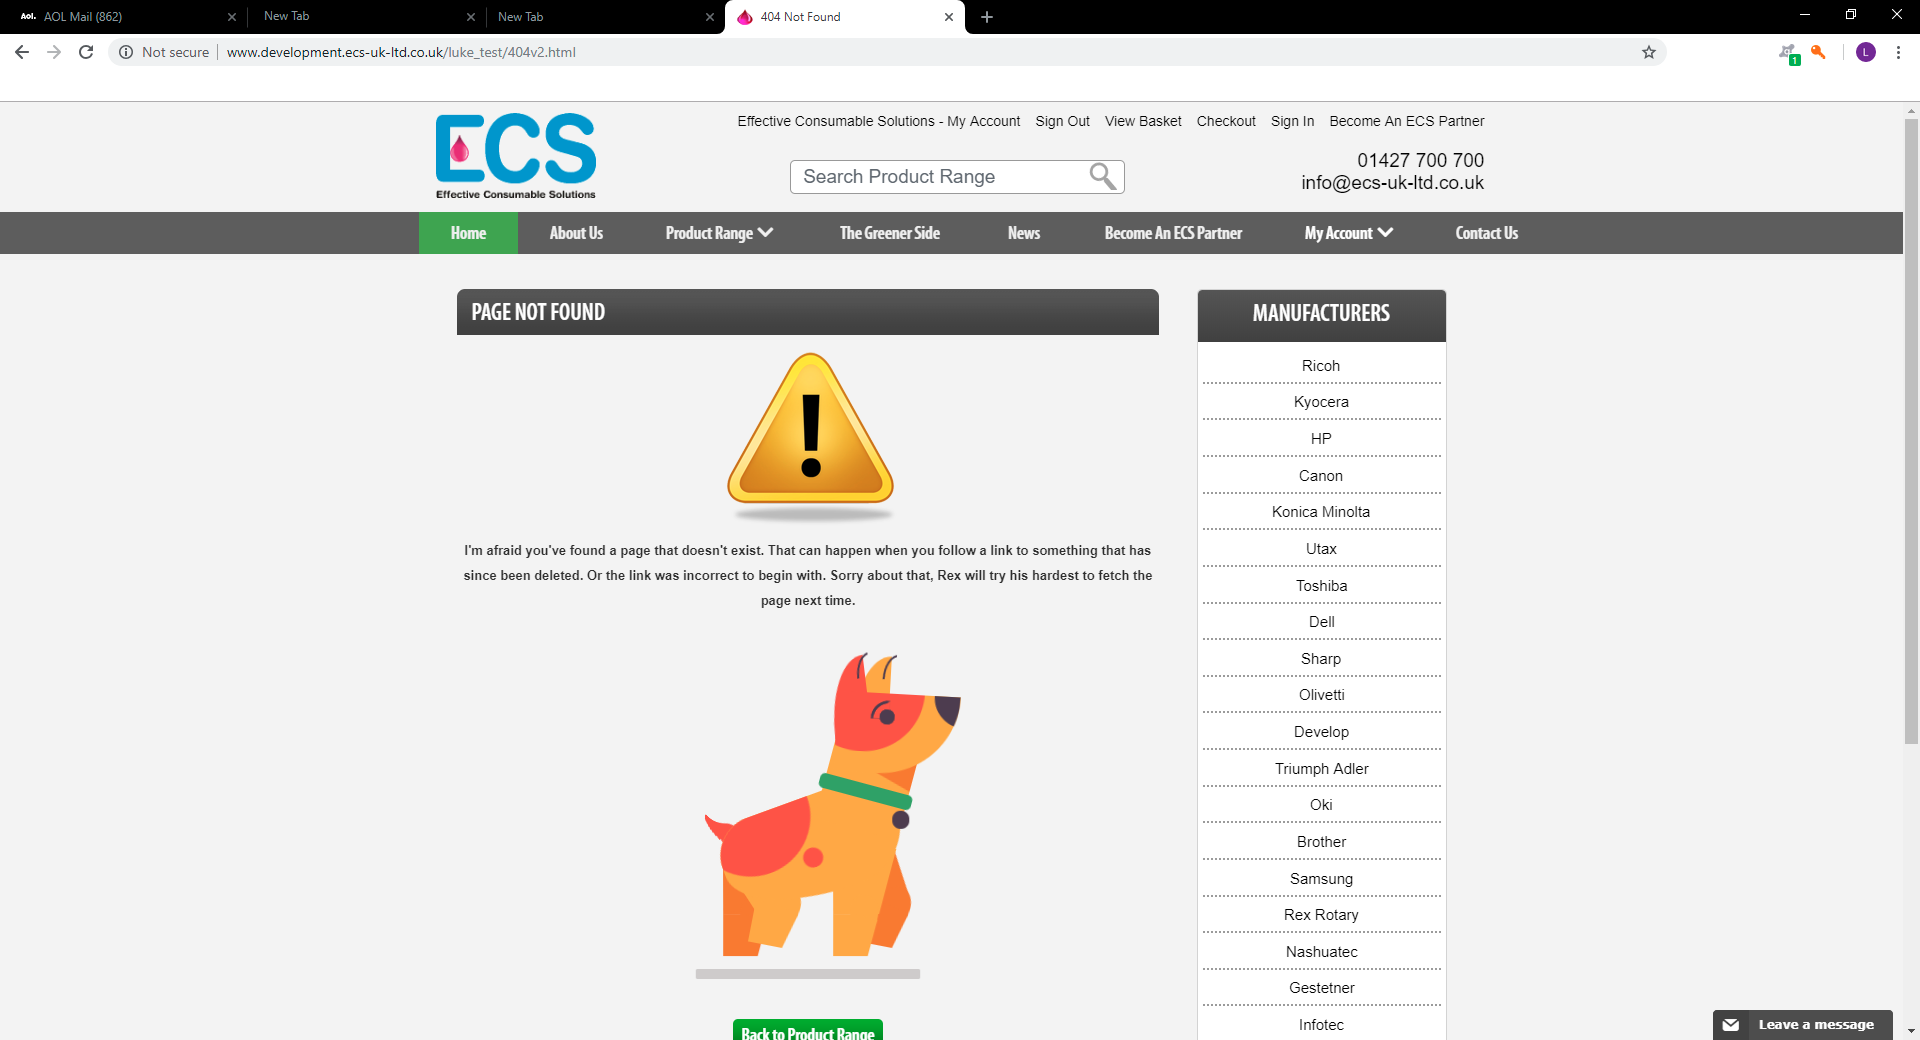 Aol. AOL Mail (862)
New Tab
New Tab
404 Not Found
Not secure
www.development.ecs-uk-ltd.co.uk/luke_test/404v2.html
1
L
ECS
Effective Consumable Solutions
Effective Consumable Solutions - My Account Sign Out View Basket Checkout Sign In Become An ECS Partner
Search Product Range
01427 700 700
info@ecs-uk-ltd.co.uk
Home About Us Product Range The Greener Side News Become An ECS Partner My Account Contact Us
PAGE NOT FOUND
!
I'm afraid you've found a page that doesn't exist. That can happen when you follow a link to something that has
since been deleted. Or the link was incorrect to begin with. Sorry about that, Rex will try his hardest to fetch the
page next time.
Back to Product Range
MANUFACTURERS
Ricoh
Kyocera
HP
Canon
Konica Minolta
Utax
Toshiba
Dell
Sharp
Olivetti
Develop
Triumph Adler
Oki
Brother
Samsung
Rex Rotary
Nashuatec
Gestetner
Infotec
Leave a message